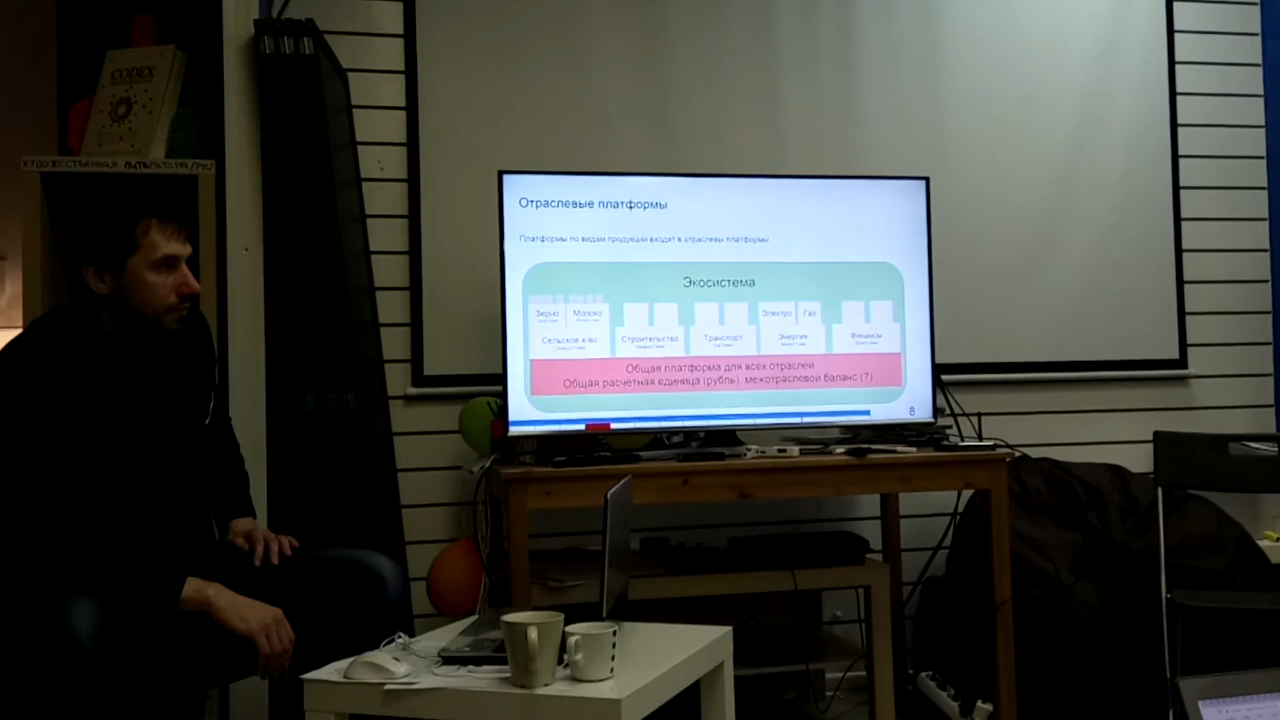 CODEX
ХУДОЖЕСТВЕННАЯ ЛИТЕРАТУРА/РУС/
Отраслевые платформы
Платформы по видам продукции входят в отраслевы платформы
Экосистема
Зерно
Молоко
Электро
Газ
Сельское х-во
Строительство
Транспорт
Энергия
Финансы
Общая платформа для всех отраслей
Общая расчетная единица (рубль), межотраслевой баланс (?)
8